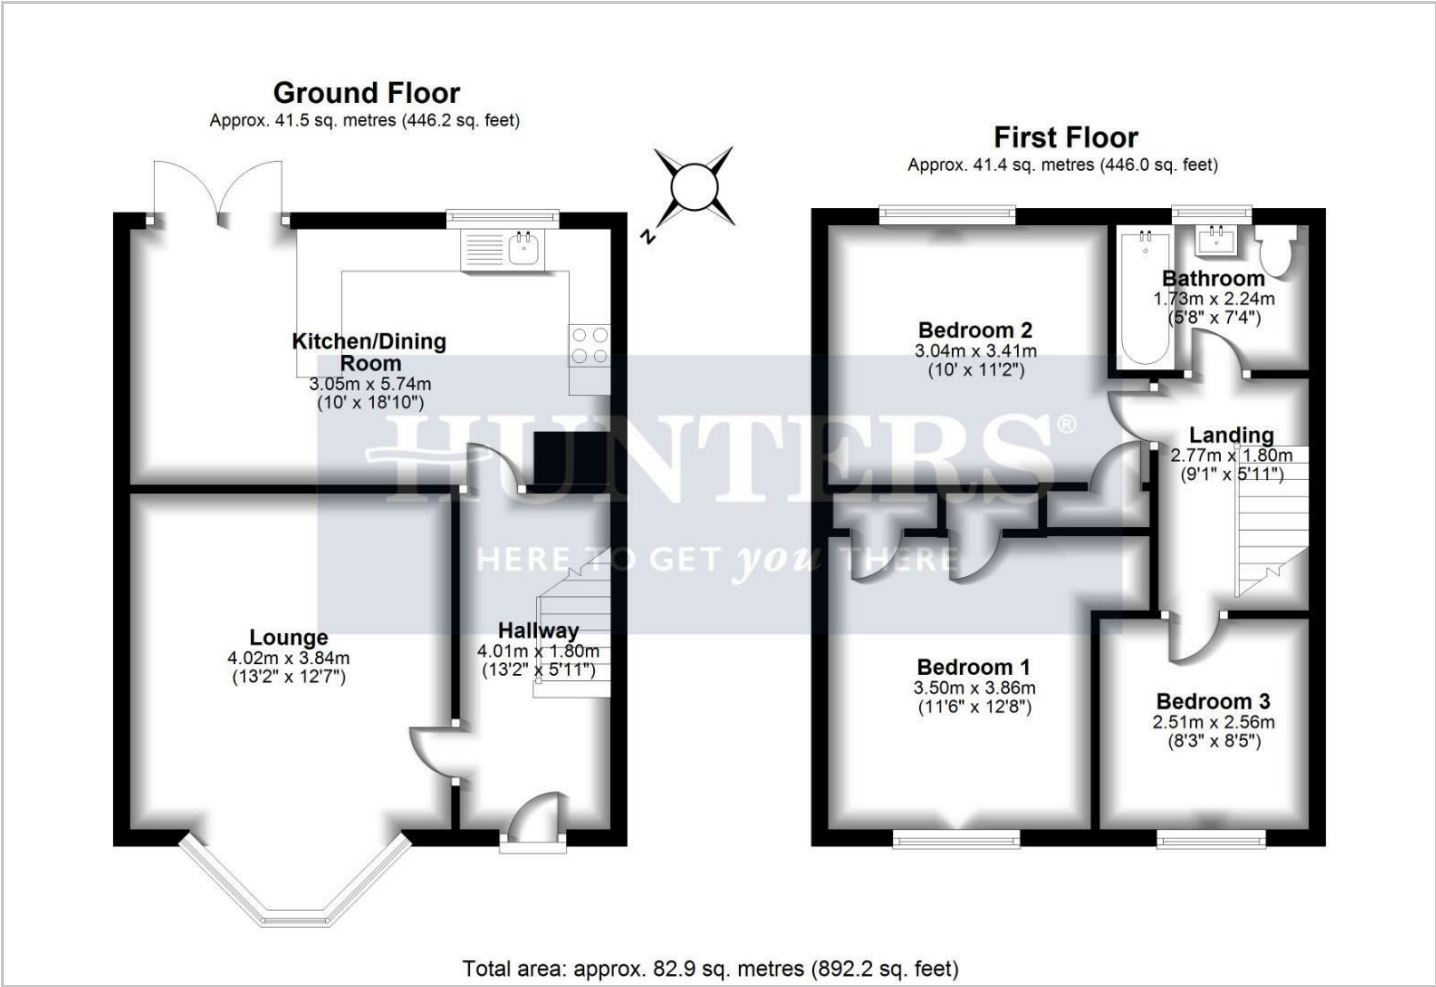 Ground Floor
Approx. 41.5 sq. metres (446.2 sq. feet)
First Floor
Approx. 41.4 sq. metres (446.0 sq. feet)
N
Kitchen/Dining
Room
3.05m x 5.74m
(10' x 18'10")
Lounge
4.02m x 3.84m
(13'2" x 12'7")
Hallway
4.01m x 1.80m
(13'2" x 5'11")
Bedroom 2
3.04m x 3.41m
(10' x 11'2")
Bathroom
1.73m x 2.24m
(5'8" x 7'4")
Landing
2.77m x 1.80m
(9'1" x 5'11")
Bedroom 1
3.50m x 3.86m
(11'6" x 12'8")
Bedroom 3
2.51m x 2.56m
(8'3" x 8'5")
HUNTERS®
HERE TO GET you THERE
Total area: approx. 82.9 sq. metres (892.2 sq. feet)